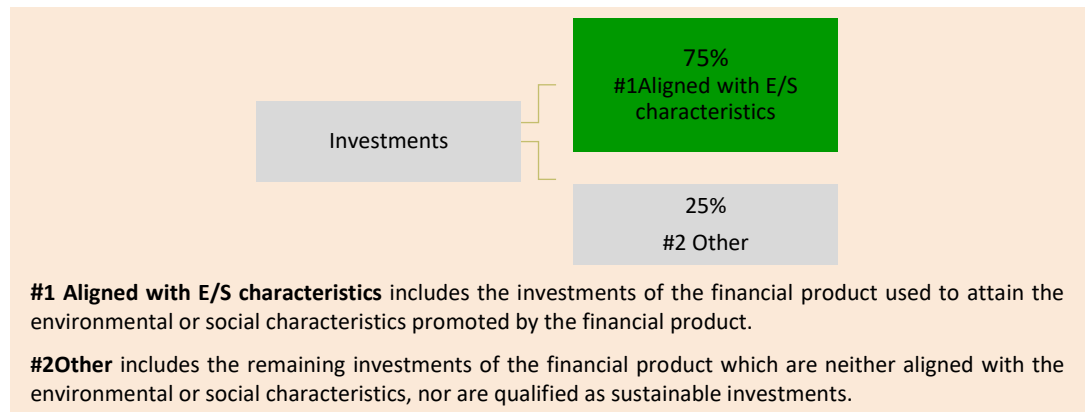 75%
#1Aligned with E/S
characteristics
Investments
25%
#2 Other
#1 Aligned with E/S characteristics includes the investments of the financial product used to attain the
environmental or social characteristics promoted by the financial product.
#2Other includes the remaining investments of the financial product which are neither aligned with the
environmental or social characteristics, nor are qualified as sustainable investments.